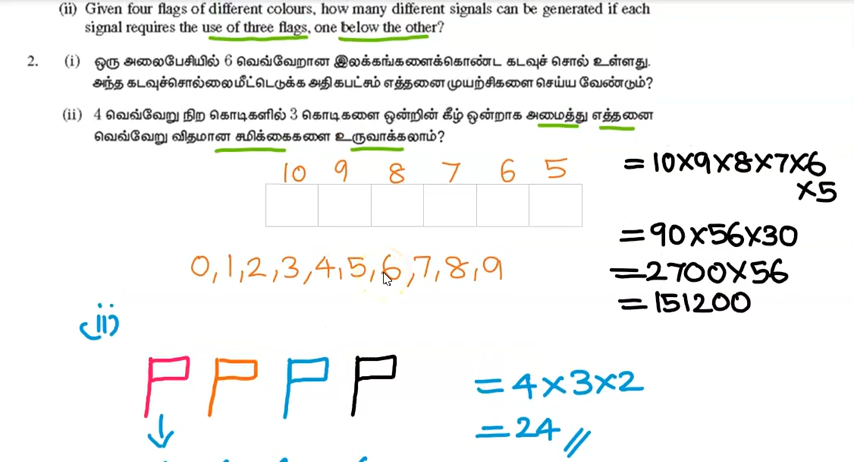 (ii) Given four flags of different colours, how many different signals can be generated if each
signal requires the use of three flags, one below the other?
2. (i) ஒரு அலைபேசியில் 6 வெவ்வேறான இலக்கங்களைக்கொண்ட கடவுச் சொல் உள்ளது.
அந்த கடவுச்சொல்லை மீட்டெடுக்க அதிகபட்சம் எத்தனை முயற்சிகளை செய்ய வேண்டும்?
(ii) 4 வெவ்வேறு நிற கொடிகளில் 3 கொடிகளை ஒன்றின் கீழ் ஒன்றாக அமைத்து எத்தனை
வெவ்வேறு விதமான சமிக்கைகளை உருவாக்கலாம்?
10 9 8 7 6 5
= 10×9×8×7×6
×5
= 90×56×30
0,1,2,3,4,5,6,7,8,9
= 2700×56
= 151200
ii)
= 4×3×2
= 24 //